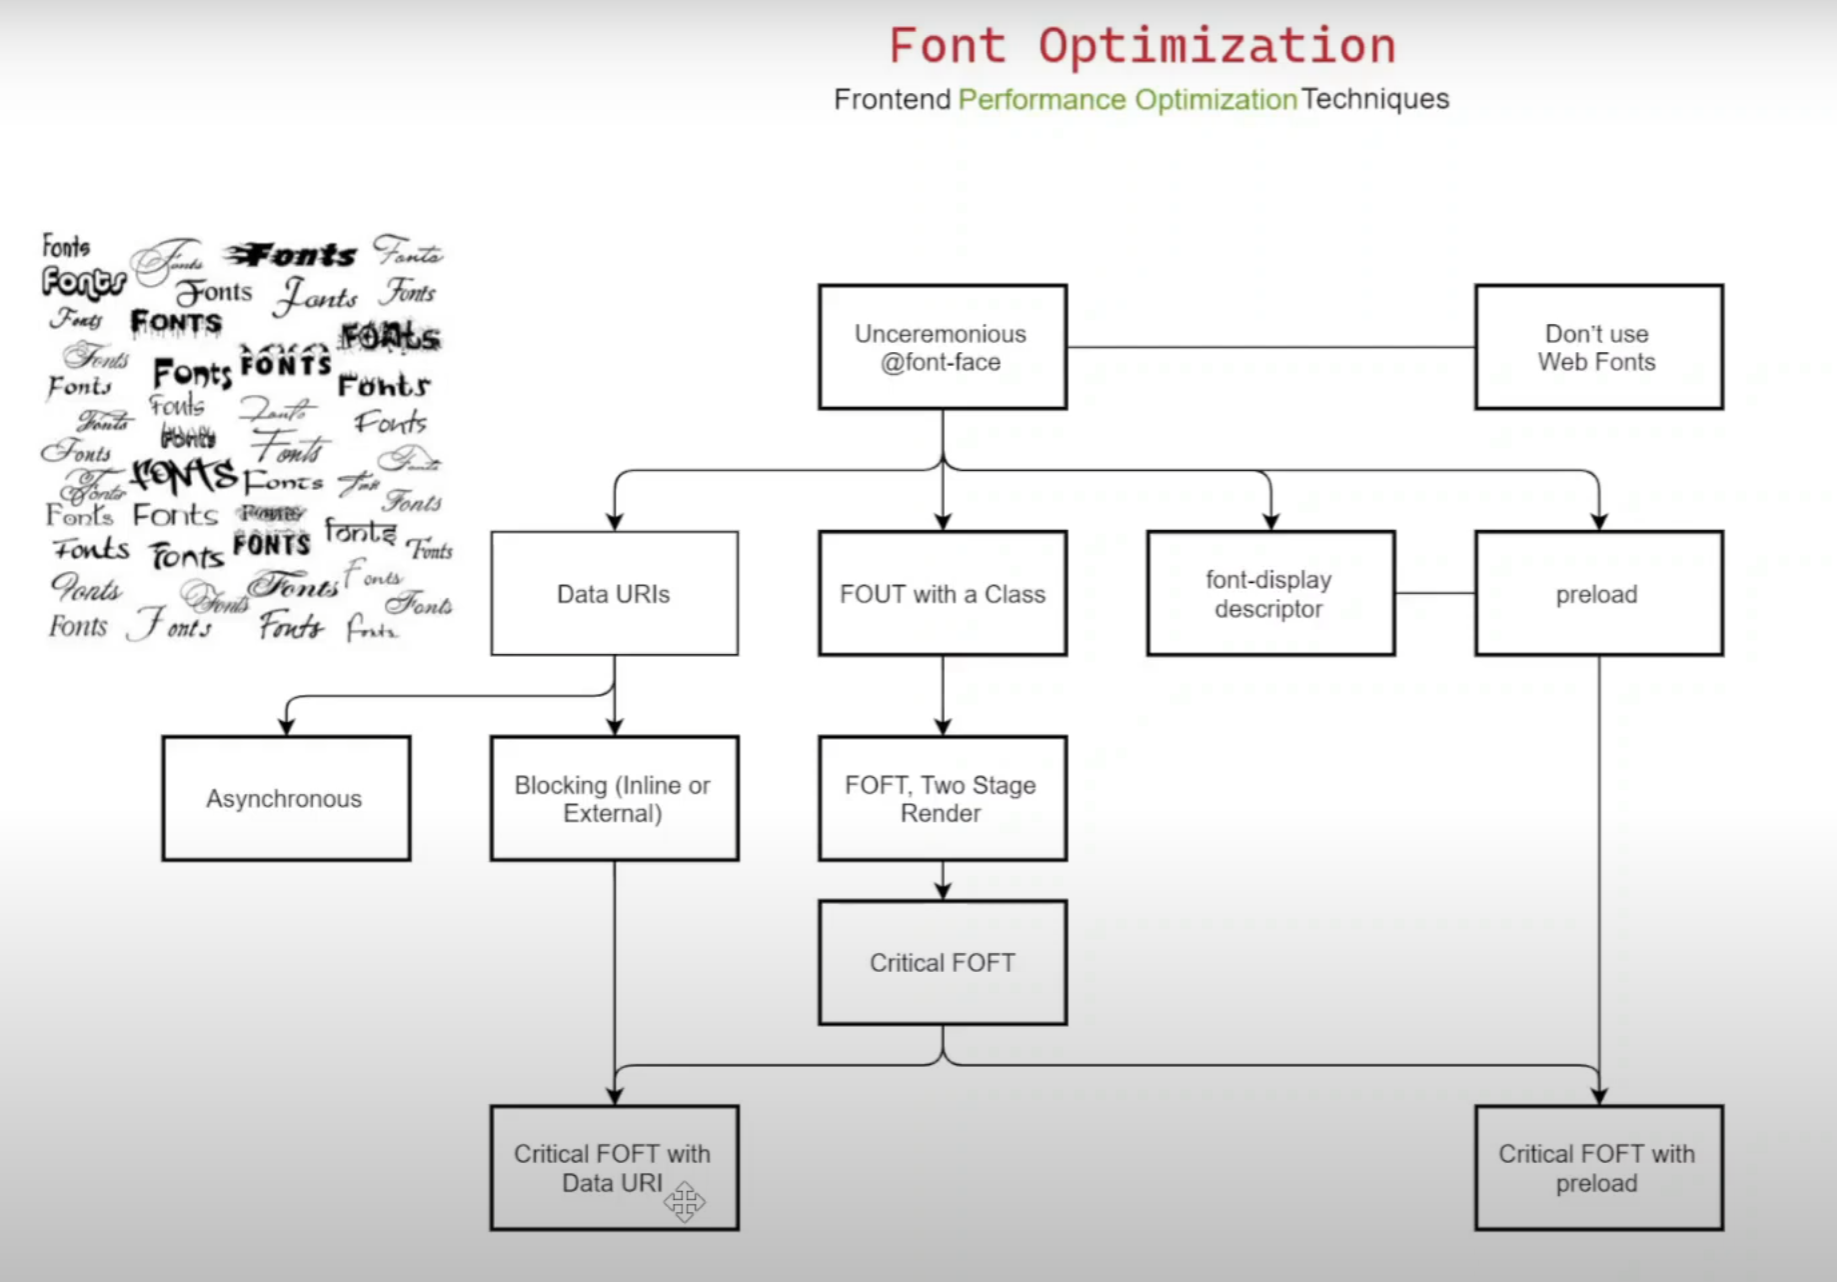 Font Optimization
Frontend Performance Optimization Techniques
Fonts Fonts Fonts Fonts
Fonts Fonts Fonts Fonts
Fonts FONTS FONts
Fonts Fonts FONTS
Fonts Fonts
Fonts Fonts
Fonts Fonts Fonts
Fonts Fonts Fonts
Fonts FONTS Fonts Fonts
Fonts Fonts
Fonts Fonts Fonts
Fonts Fonts FONTS fonts Fonts
Fonts Fonts Fonts Fonts Fonts
Fonts Fonts Fonts Fonts
Unceremonious
@font-face
Don't use
Web Fonts
Data URIs
FOUT with a Class
font-display
descriptor
preload
Asynchronous
Blocking (Inline or
External)
FOFT, Two Stage
Render
Critical FOFT
Critical FOFT with
Data URI
Critical FOFT with
preload